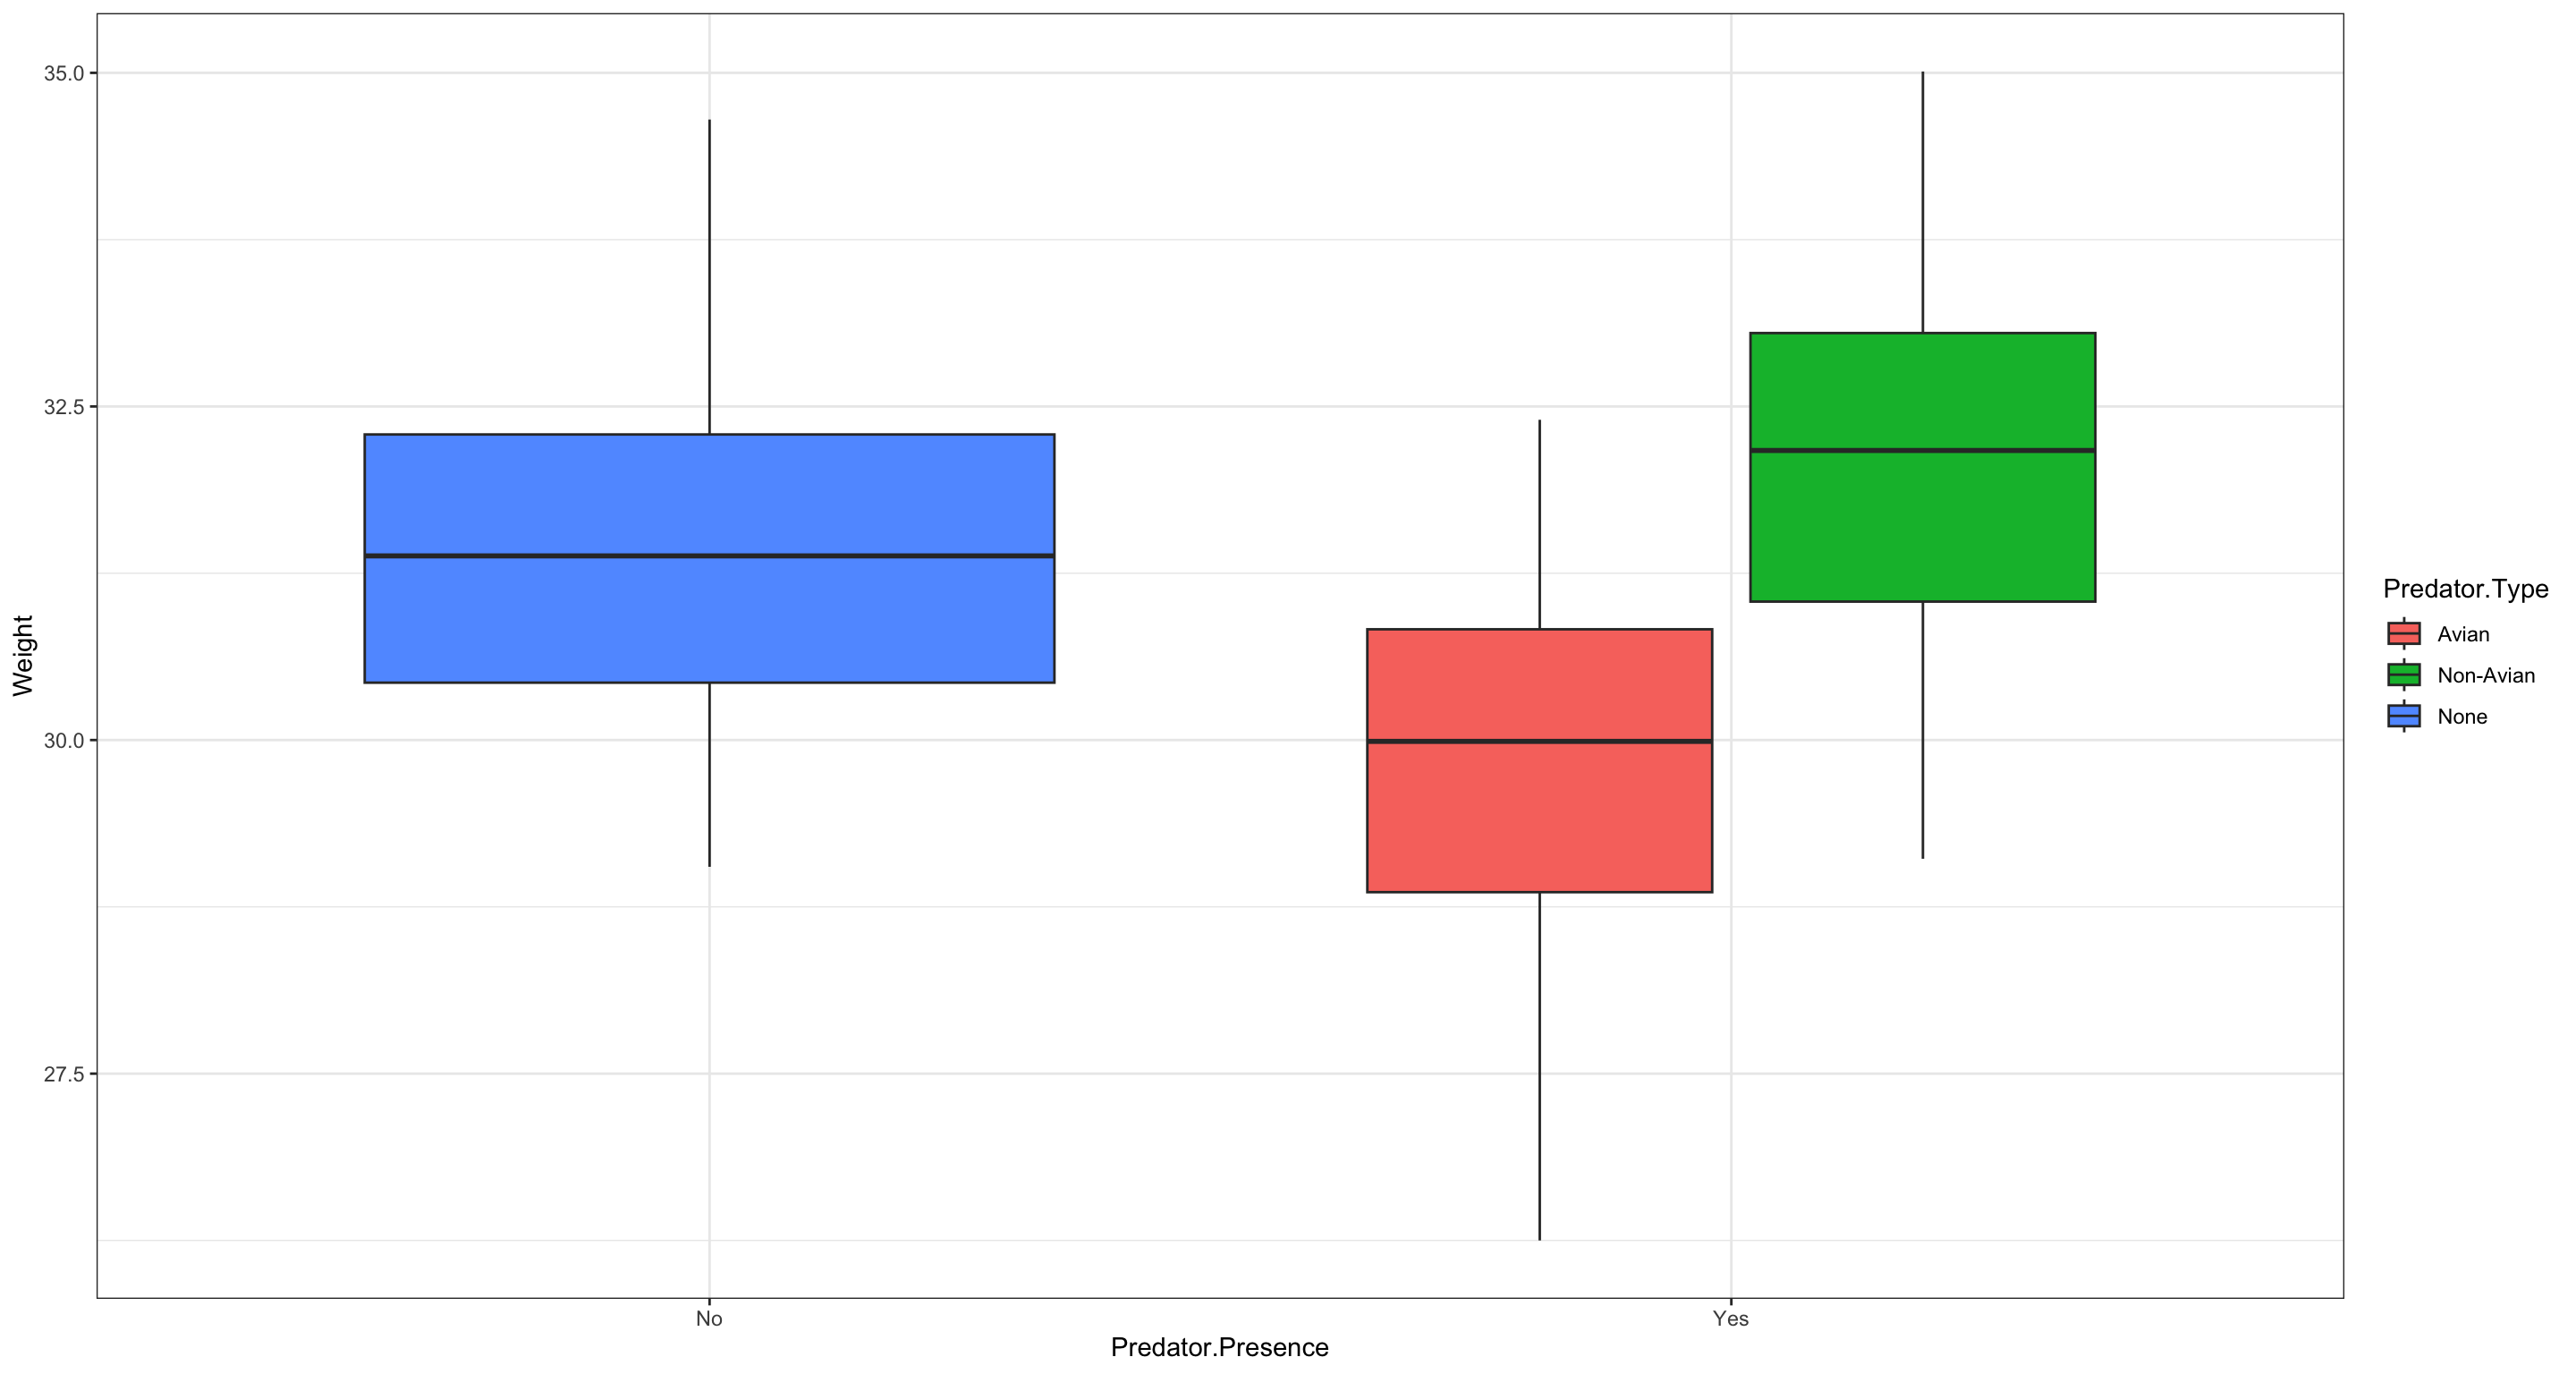 35.0
32.5
30.0
27.5
Weight
No
Yes
Predator.Presence
Predator.Type
Avian
Non-Avian
None